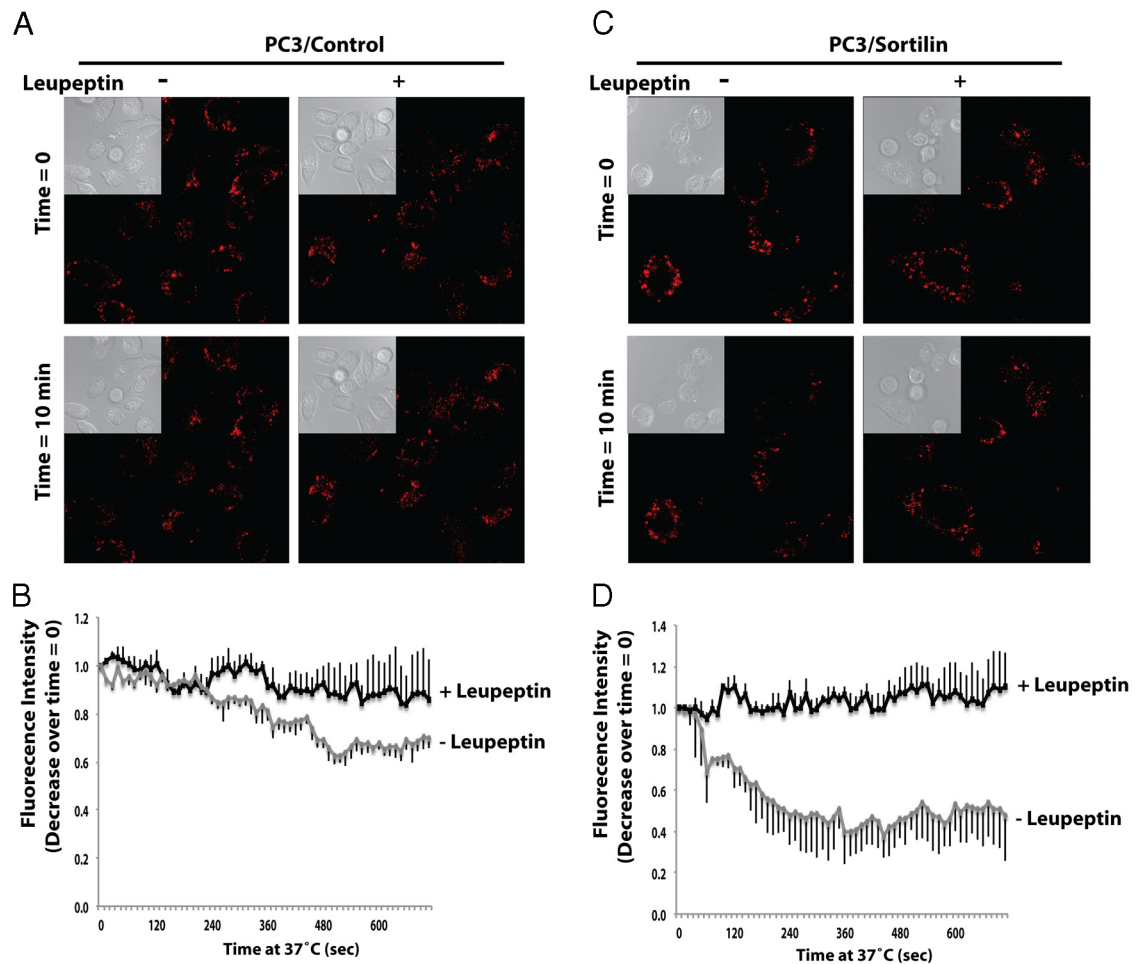 A
PC3/Control
Leupeptin - +
Time = 0
Time = 10 min
B
Fluorecence Intensity
(Decrease over time = 0)
1.2
1.0
0.8
0.6
0.4
0.2
0.0
0 120 240 360 480 600
Time at 37˚C (sec)
+ Leupeptin
- Leupeptin
C
PC3/Sortilin
Leupeptin - +
Time = 0
Time = 10 min
D
Fluorecence Intensity
(Decrease over time = 0)
1.4
1.2
1.0
0.8
0.6
0.4
0.2
0.0
0 120 240 360 480 600
Time at 37˚C (sec)
+ Leupeptin
- Leupeptin